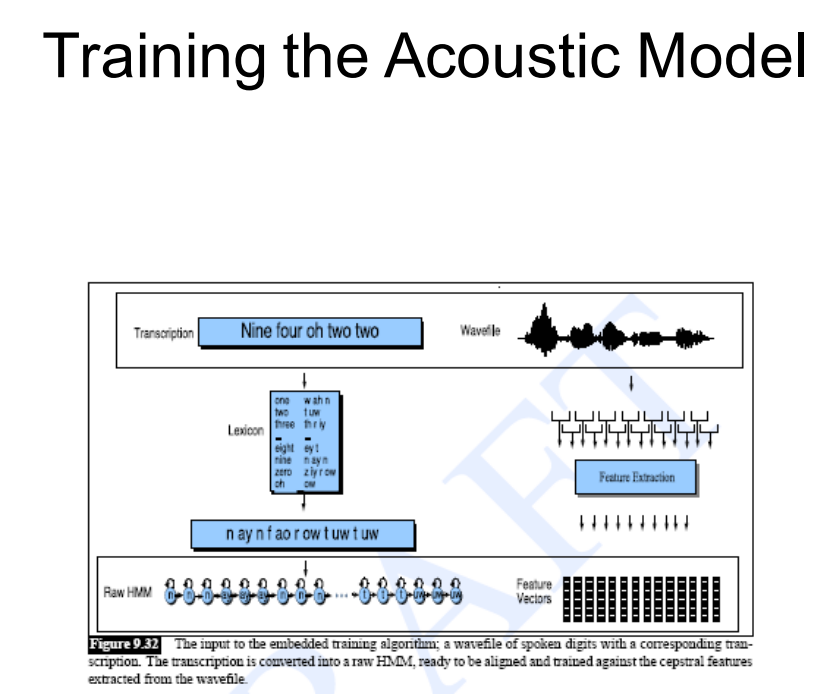 Training the Acoustic Model
Transcription
Nine four oh two two
Wavefile
Lexicon
one w ah n
two t uw
three th r iy
eight ey t
nine n ay n
zero z iy r ow
oh ow
Feature Extraction
n ay n f ao r ow t uw t uw
Raw HMM
n n n ay ay ay n n n ... t t t uw uw uw
Feature
Vectors
Figure 9.32 The input to the embedded training algorithm; a wavefile of spoken digits with a corresponding tran-
scription. The transcription is converted into a raw HMM, ready to be aligned and trained against the cepstral features
extracted from the wavefile.
RAFT